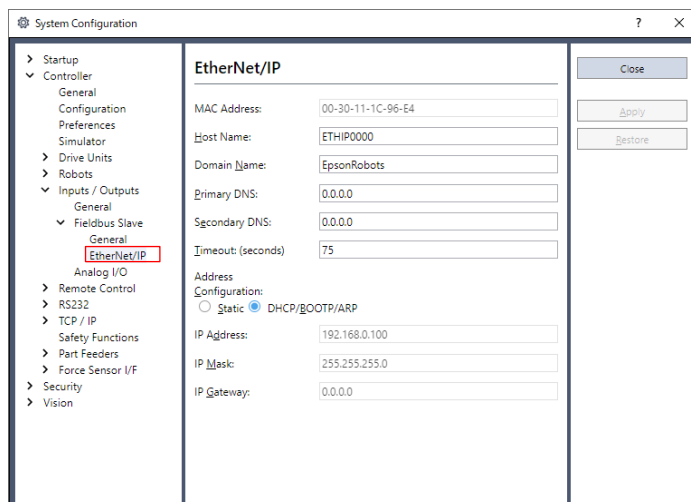 System Configuration
?
Startup
Controller
General
Configuration
Preferences
Simulator
Drive Units
Robots
Inputs / Outputs
General
Fieldbus Slave
General
EtherNet/IP
Analog I/O
Remote Control
RS232
TCP / IP
Safety Functions
Part Feeders
Force Sensor I/F
Security
Vision
EtherNet/IP
MAC Address: 00-30-11-1C-96-E4
Host Name: ETHIP0000
Domain Name: EpsonRobots
Primary DNS: 0.0.0.0
Secondary DNS: 0.0.0.0
Timeout: (seconds) 75
Address
Configuration:
Static DHCP/BOOTP/ARP
IP Address: 192.168.0.100
IP Mask: 255.255.255.0
IP Gateway: 0.0.0.0
Close
Apply
Restore